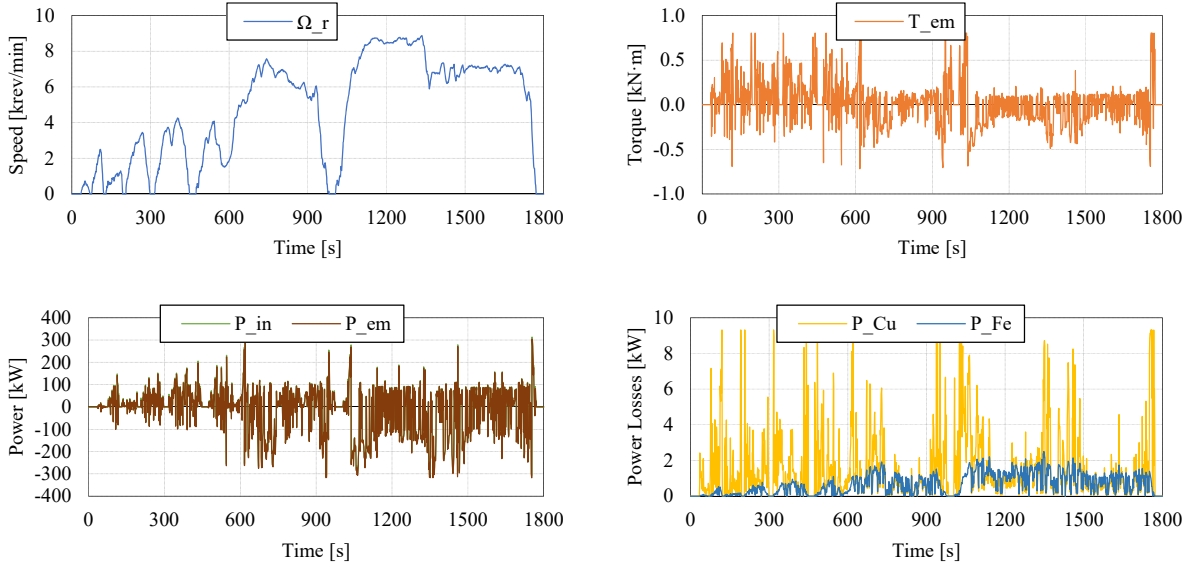 Ω_r
Speed [krev/min]
10
8
6
4
2
0
0 300 600 900 1200 1500 1800
Time [s]
T_em
Torque [kN·m]
1.0
0.5
0.0
-0.5
-1.0
0 300 600 900 1200 1500 1800
Time [s]
P_in P_em
Power [kW]
400
300
200
100
0
-100
-200
-300
-400
0 300 600 900 1200 1500 1800
Time [s]
P_Cu P_Fe
Power Losses [kW]
10
8
6
4
2
0
0 300 600 900 1200 1500 1800
Time [s]